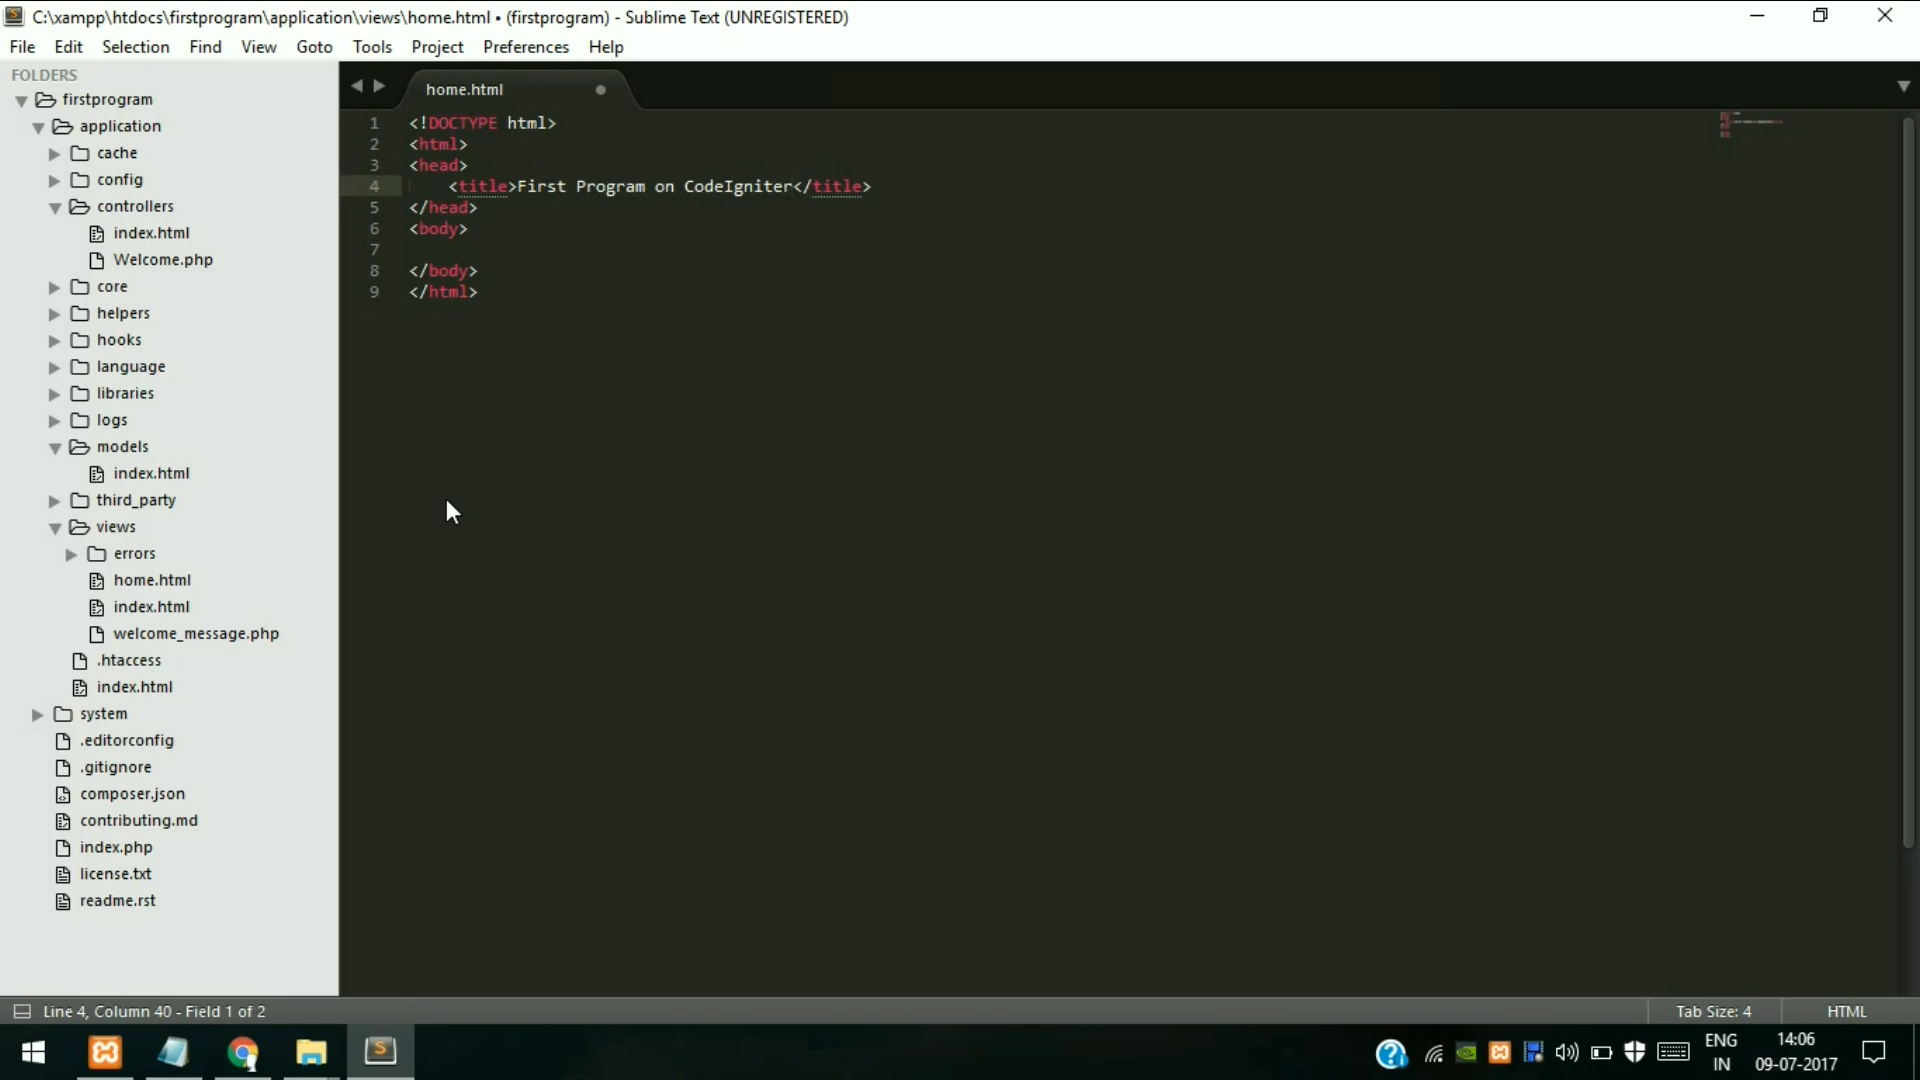 C:\xampp\htdocs\firstprogram\application\views\home.html • (firstprogram) - Sublime Text (UNREGISTERED)
File Edit Selection Find View Goto Tools Project Preferences Help
FOLDERS
firstprogram
application
cache
config
controllers
index.html
Welcome.php
core
helpers
hooks
language
libraries
logs
models
index.html
third_party
views
errors
home.html
index.html
welcome_message.php
.htaccess
index.html
system
.editorconfig
.gitignore
composer.json
contributing.md
index.php
license.txt
readme.rst
home.html
1 <!DOCTYPE html>
2 <html>
3 <head>
4 <title>First Program on CodeIgniter</title>
5 </head>
6 <body>
7
8 </body>
9 </html>
Line 4, Column 40 - Field 1 of 2
Tab Size: 4
HTML
ENG
IN
14:06
09-07-2017